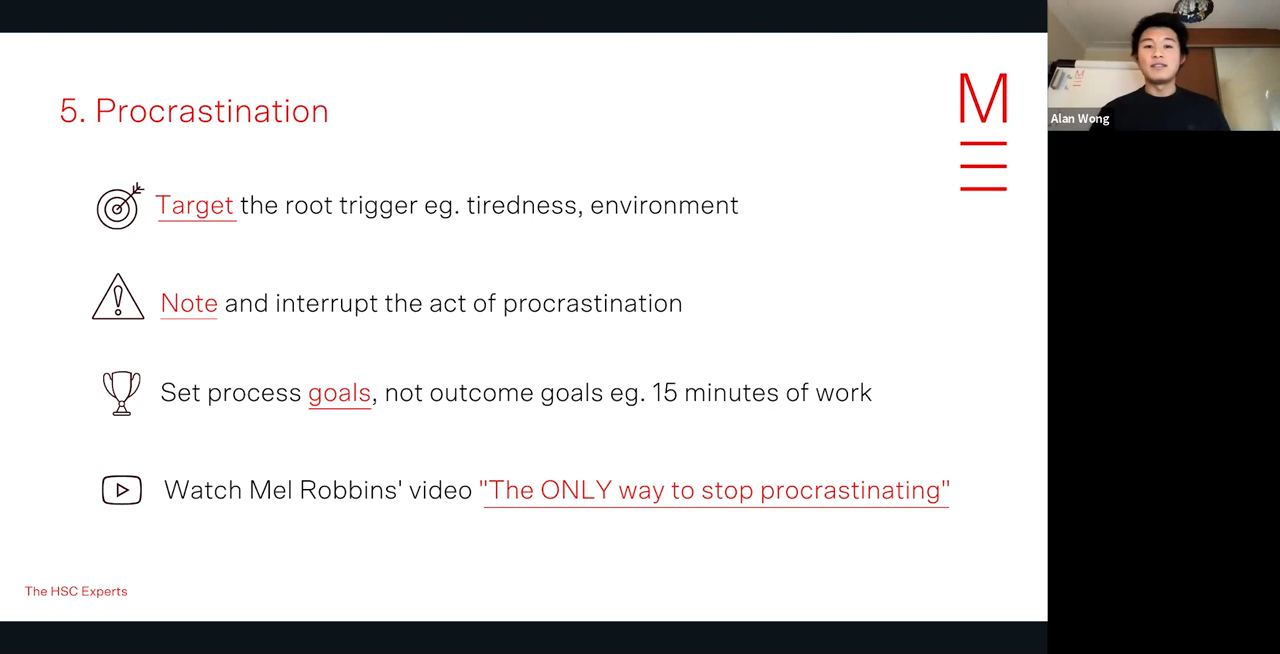 5. Procrastination
M
Target the root trigger eg. tiredness, environment
Note and interrupt the act of procrastination
Set process goals, not outcome goals eg. 15 minutes of work
Watch Mel Robbins' video "The ONLY way to stop procrastinating"
The HSC Experts
M
Alan Wong